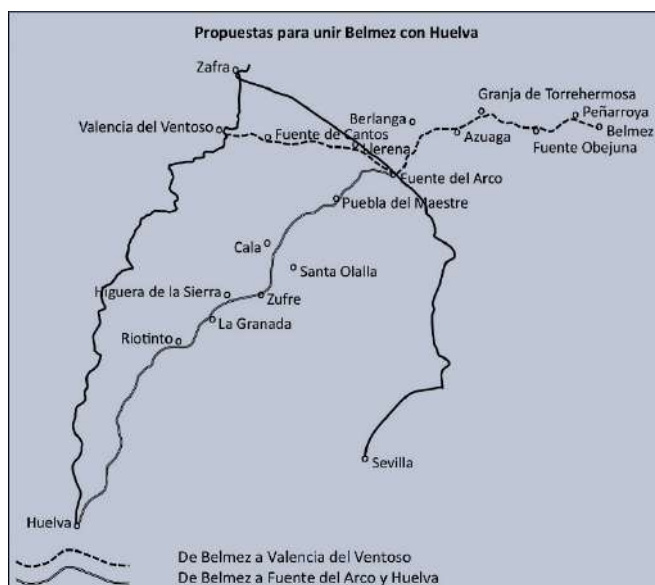 Propuestas para unir Belmez con Huelva
Zafra
Granja de Torrehermosa
Berlanga
Peñarroya
Valencia del Ventoso
Fuente de Cantos
Azuaga
Belmez
Llerena
Fuente Obejuna
Fuente del Arco
Puebla del Maestre
Cala
Santa Olalla
Higuera de la Sierra
Zufre
La Granada
Riotinto
Sevilla
Huelva
De Belmez a Valencia del Ventoso
De Belmez a Fuente del Arco y Huelva